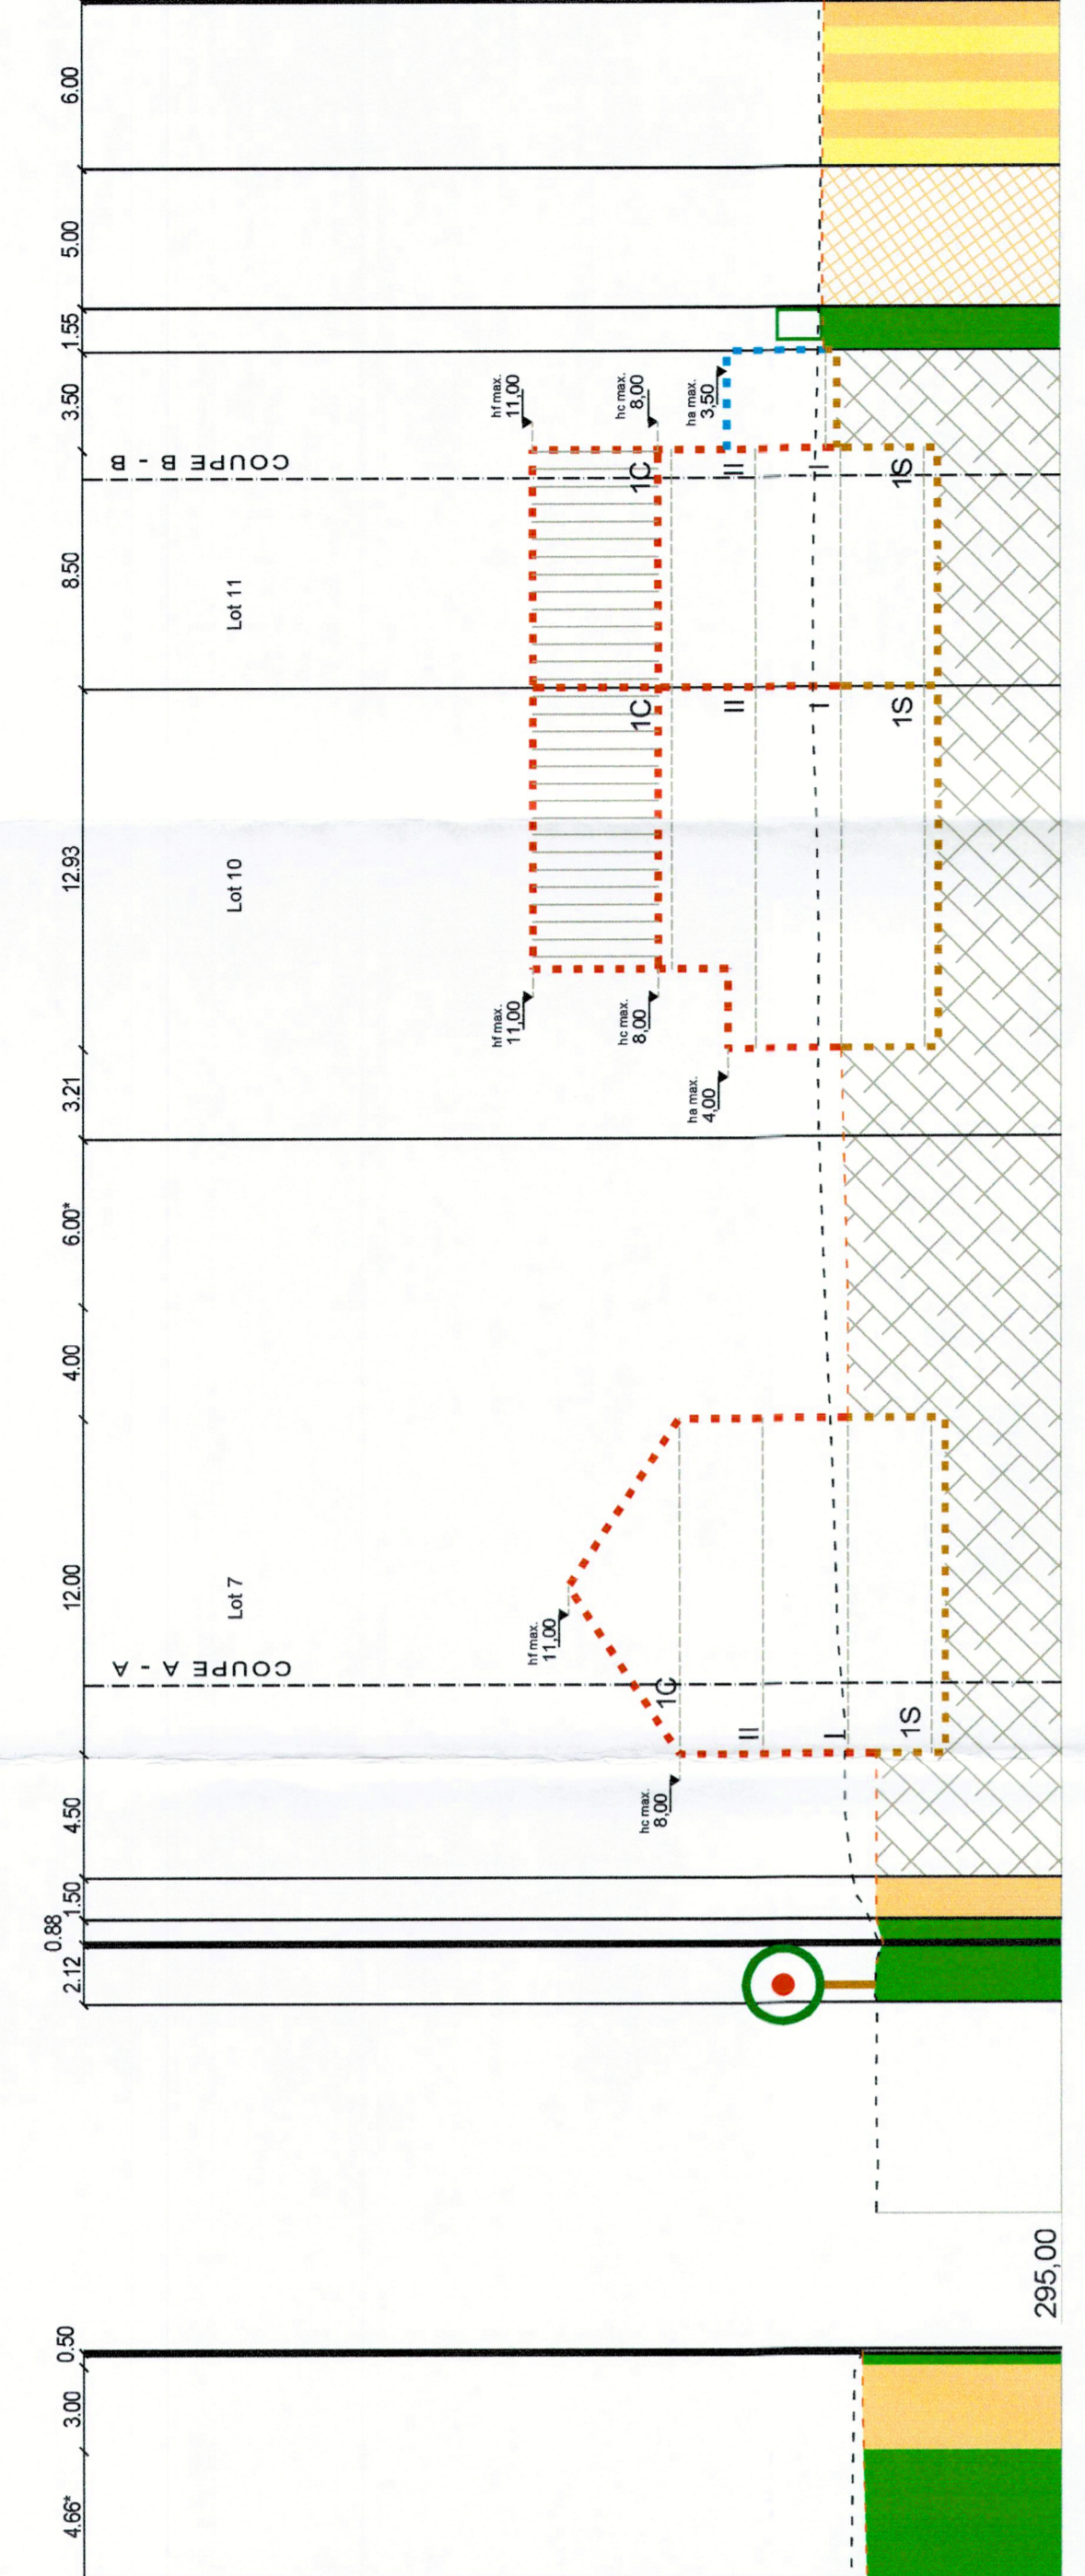 4.66*
3.00
0.50
295,00
2.12
0.88
1.50
4.50
12.00
4.00
6.00*
3.21
12.93
8.50
3.50
1.55
5.00
6.00
COUPE A - A
COUPE B - B
Lot 7
Lot 10
Lot 11
hf max.
11,00
hc max.
8,00
1C
II
I
1S
hf max.
11,00
hc max.
8,00
ha max.
4,00
1C
II
I
1S
hf max.
11,00
hc max.
8,00
ha max.
3,50
1C
II
I
1S